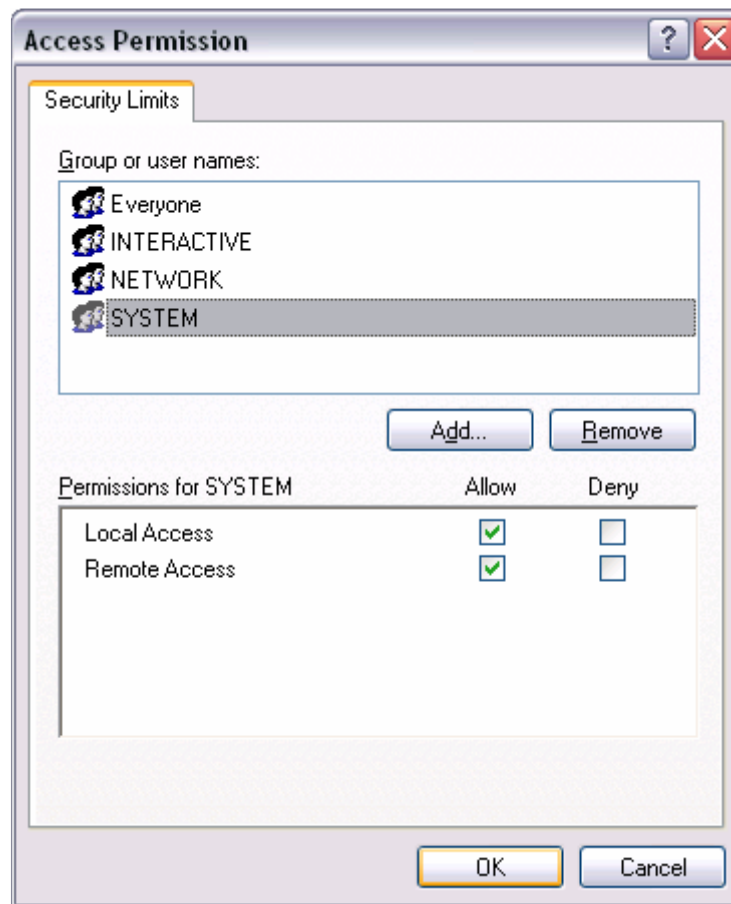 Access Permission
Security Limits
Group or user names:
Everyone
INTERACTIVE
NETWORK
SYSTEM
Add... Remove
Permissions for SYSTEM Allow Deny
Local Access
Remote Access
OK Cancel